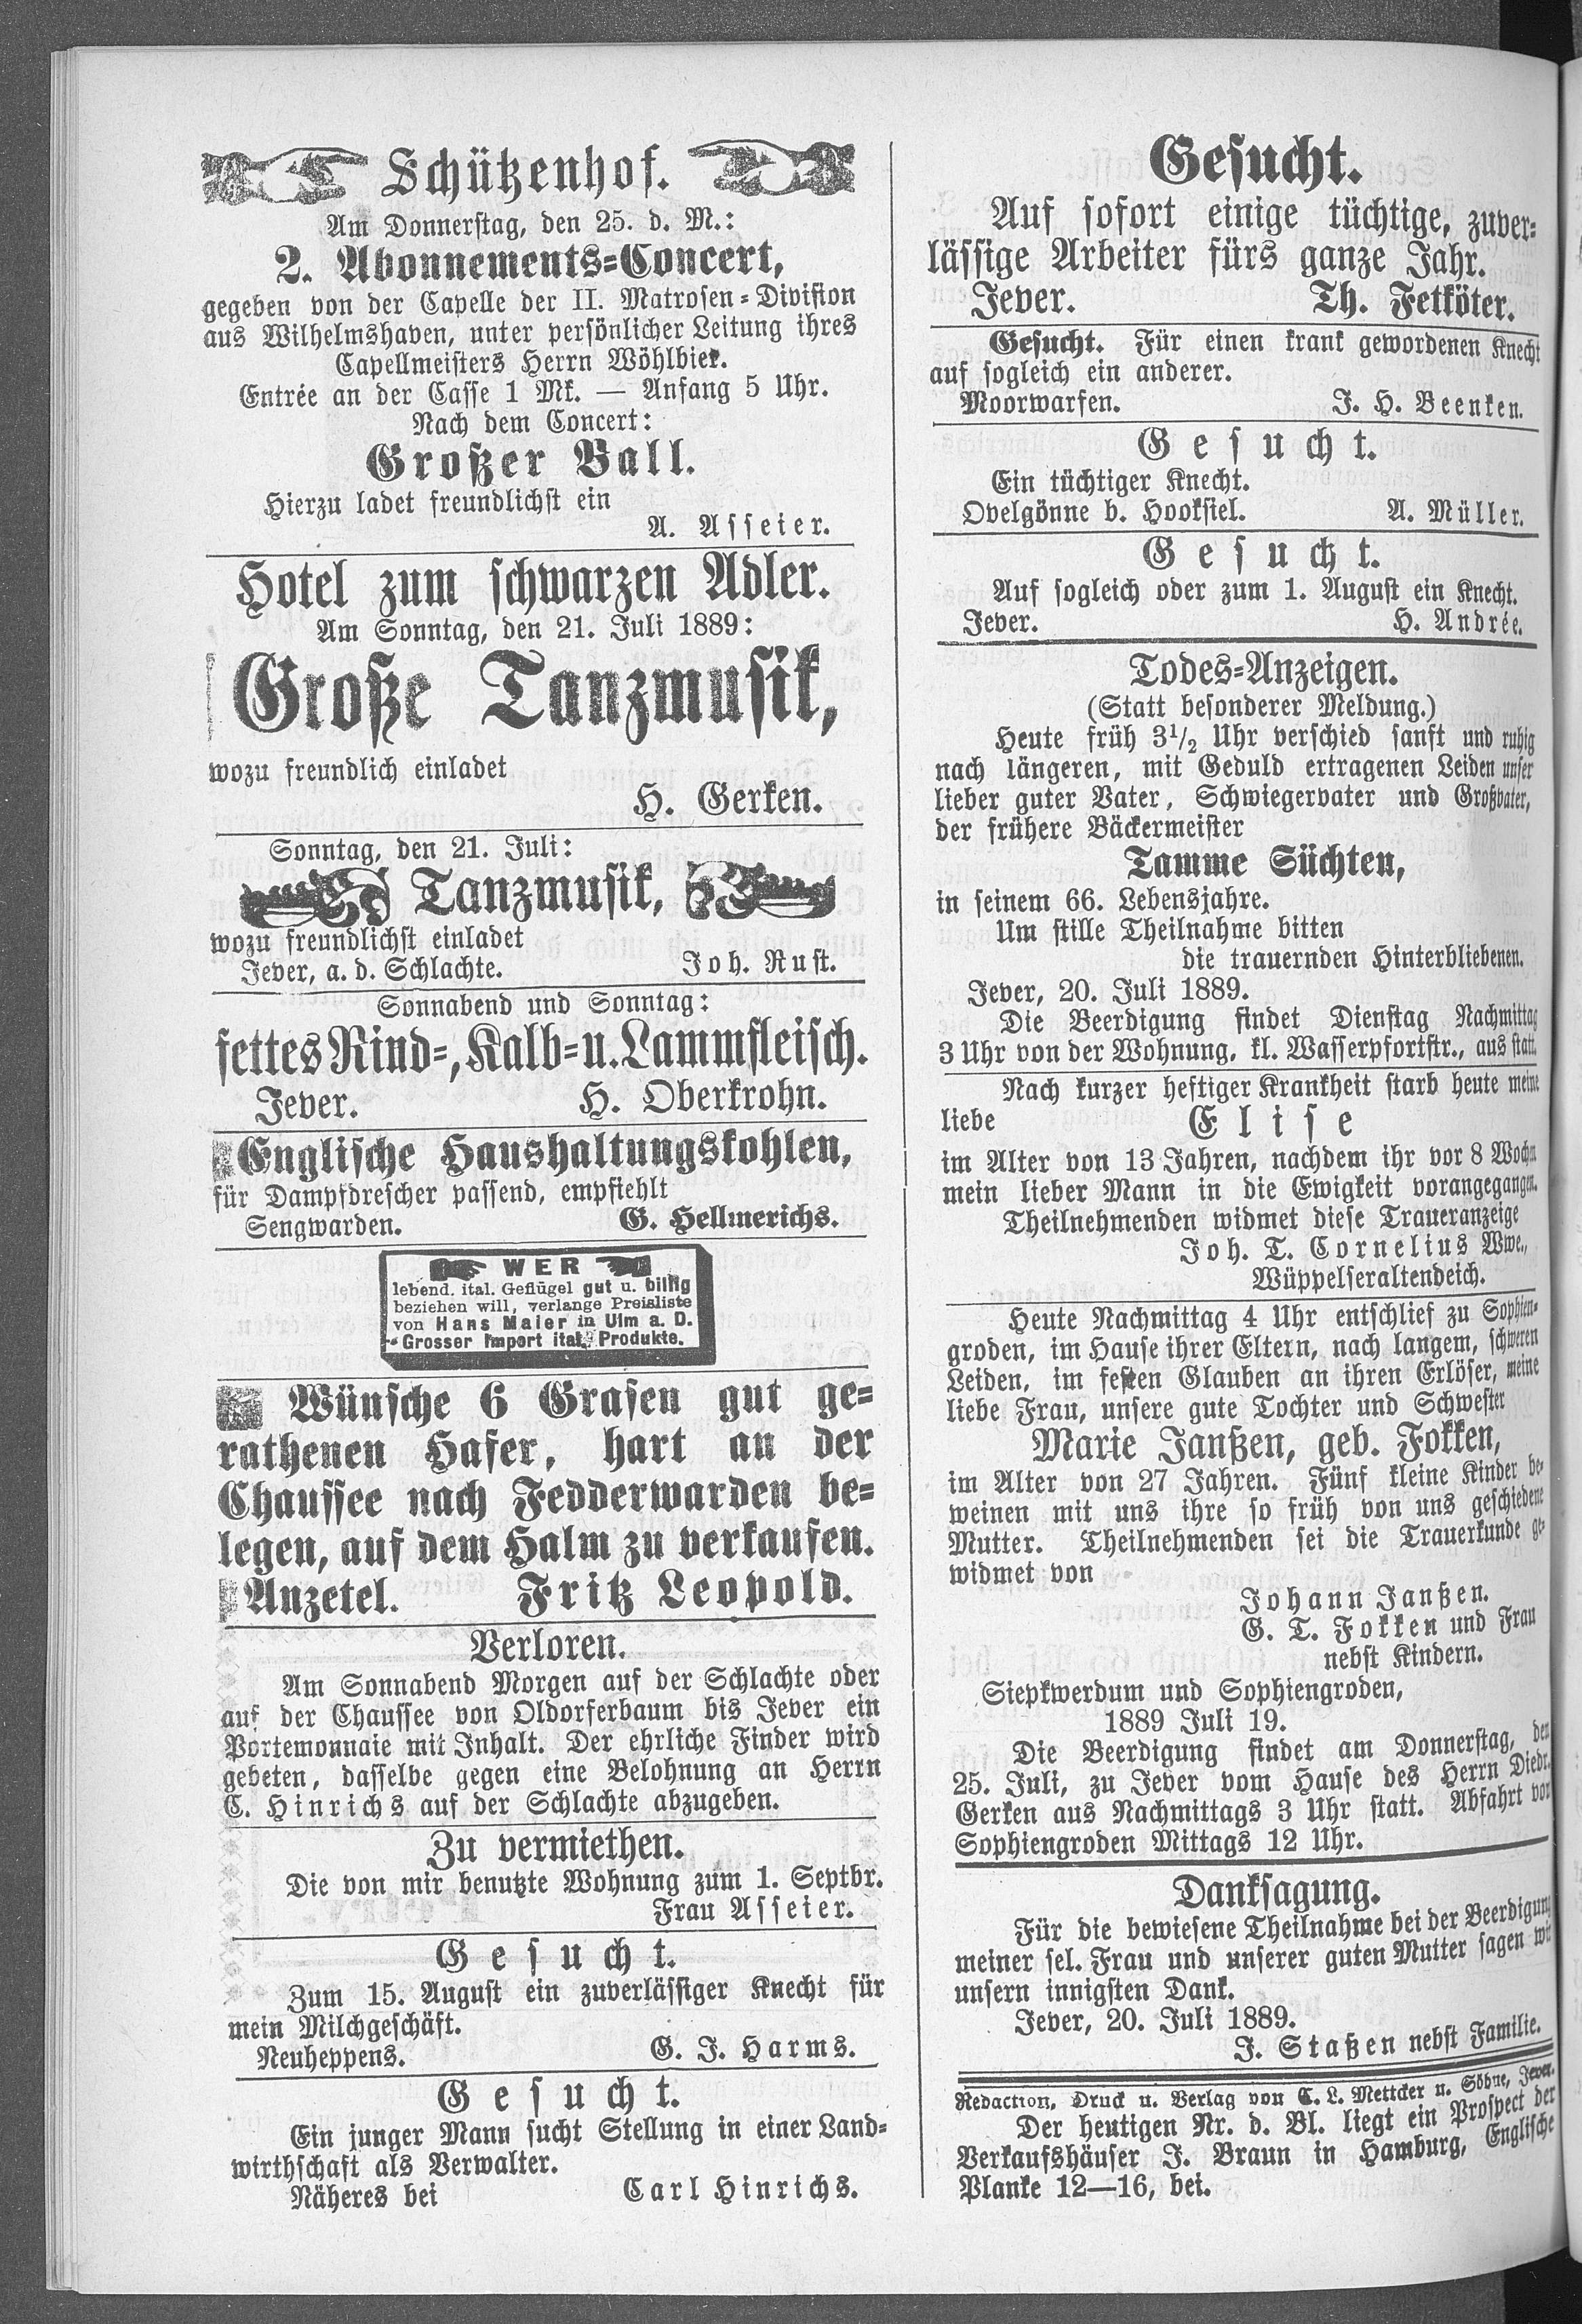 Schützenhof.
Am Donnerstag, den 25. d. M.:
2. Abonnements-Concert,
gegeben von der Capelle der II. Matrosen-Division
aus Wilhelmshaven, unter persönlicher Leitung ihres
Capellmeisters Herrn Wöhlbier.
Entrée an der Casse 1 Mk. — Anfang 5 Uhr.
Nach dem Concert:
Großer Ball.
Hierzu ladet freundlichst ein
A. Asseier.
Hotel zum schwarzen Adler.
Am Sonntag, den 21. Juli 1889:
Große Tanzmusik,
wozu freundlich einladet
H. Gerken.
Sonntag, den 21. Juli:
Tanzmusik,
wozu freundlichst einladet
Jever, a. d. Schlachte. Joh. Rust.
Sonnabend und Sonntag:
fettes Rind-, Kalb- u. Lammfleisch.
Jever. H. Oberkrohn.
Englische Haushaltungskohlen,
für Dampfdrescher passend, empfiehlt
Sengwarden. G. Hellmerichs.
WER
lebend. ital. Geflügel gut u. billig
beziehen will, verlange Preisliste
von Hans Maier in Ulm a. D.
Grosser Import ital. Produkte.
Wünsche 6 Grasen gut ge-
rathenen Hafer, hart an der
Chaussee nach Fedderwarden be-
legen, auf dem Halm zu verkaufen.
Anzetel. Fritz Leopold.
Verloren.
Am Sonnabend Morgen auf der Schlachte oder
auf der Chaussee von Oldorferbaum bis Jever ein
Portemonnaie mit Inhalt. Der ehrliche Finder wird
gebeten, dasselbe gegen eine Belohnung an Herrn
C. Hinrichs auf der Schlachte abzugeben.
Zu vermiethen.
Die von mir benutzte Wohnung zum 1. Septbr.
Frau Asseier.
Gesucht.
Zum 15. August ein zuverlässiger Knecht für
mein Milchgeschäft.
Neuheppens. G. J. Harms.
Gesucht.
Ein junger Mann sucht Stellung in einer Land-
wirthschaft als Verwalter.
Näheres bei Carl Hinrichs.
Gesucht.
Auf sofort einige tüchtige, zuver-
lässige Arbeiter fürs ganze Jahr.
Jever. Th. Fetköter.
Gesucht. Für einen krank gewordenen Knecht
auf sogleich ein anderer.
Moorwarfen. J. H. Beenken.
Gesucht.
Ein tüchtiger Knecht.
Ovelgönne b. Hooksiel. A. Müller.
Gesucht.
Auf sogleich oder zum 1. August ein Knecht.
Jever. H. Andrée.
Todes-Anzeigen.
(Statt besonderer Meldung.)
Heute früh 3 1/2 Uhr verschied sanft und ruhig
nach längeren, mit Geduld ertragenen Leiden unser
lieber guter Vater, Schwiegervater und Großvater,
der frühere Bäckermeister
Tamme Süchten,
in seinem 66. Lebensjahre.
Um stille Theilnahme bitten
die trauernden Hinterbliebenen.
Jever, 20. Juli 1889.
Die Beerdigung findet Dienstag Nachmittag
3 Uhr von der Wohnung, kl. Wasserpfortstr., aus statt.
Nach kurzer heftiger Krankheit starb heute meine
liebe Elise
im Alter von 13 Jahren, nachdem ihr vor 8 Wochen
mein lieber Mann in die Ewigkeit vorangegangen.
Theilnehmenden widmet diese Traueranzeige
Joh. T. Cornelius Wwe.,
Wüppelseraltendeich.
Heute Nachmittag 4 Uhr entschlief zu Sophien-
groden, im Hause ihrer Eltern, nach langem, schweren
Leiden, im festen Glauben an ihren Erlöser, meine
liebe Frau, unsere gute Tochter und Schwester
Marie Janßen, geb. Fokken,
im Alter von 27 Jahren. Fünf kleine Kinder be-
weinen mit uns ihre so früh von uns geschiedene
Mutter. Theilnehmenden sei die Trauerkunde ge-
widmet von
Johann Janßen.
G. T. Fokken und Frau
nebst Kindern.
Siepkwerdum und Sophiengroden,
1889 Juli 19.
Die Beerdigung findet am Donnerstag, den
25. Juli, zu Jever vom Hause des Herrn Diedr.
Gerken aus Nachmittags 3 Uhr statt. Abfahrt von
Sophiengroden Mittags 12 Uhr.
Danksagung.
Für die bewiesene Theilnahme bei der Beerdigung
meiner sel. Frau und unserer guten Mutter sagen wir
unsern innigsten Dank.
Jever, 20. Juli 1889.
J. Staßen nebst Familie.
Redaction, Druck u. Verlag von C. L. Mettcker u. Söhne, Jever.
Der heutigen Nr. d. Bl. liegt ein Prospect der
Verkaufshäuser J. Braun in Hamburg, Englische
Planke 12—16, bei.